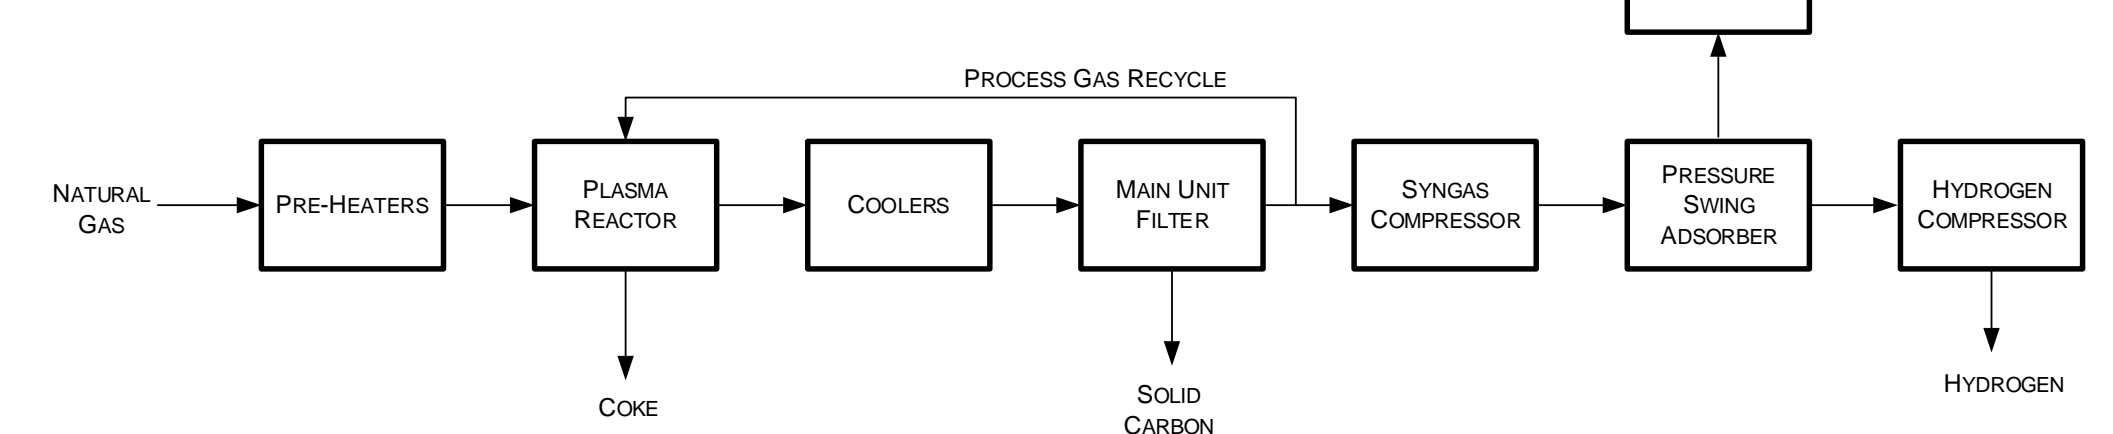 PROCESS GAS RECYCLE
NATURAL
GAS
PRE-HEATERS
PLASMA
REACTOR
COOLERS
MAIN UNIT
FILTER
SYNGAS
COMPRESSOR
PRESSURE
SWING
ADSORBER
HYDROGEN
COMPRESSOR
COKE
SOLID
CARBON
HYDROGEN